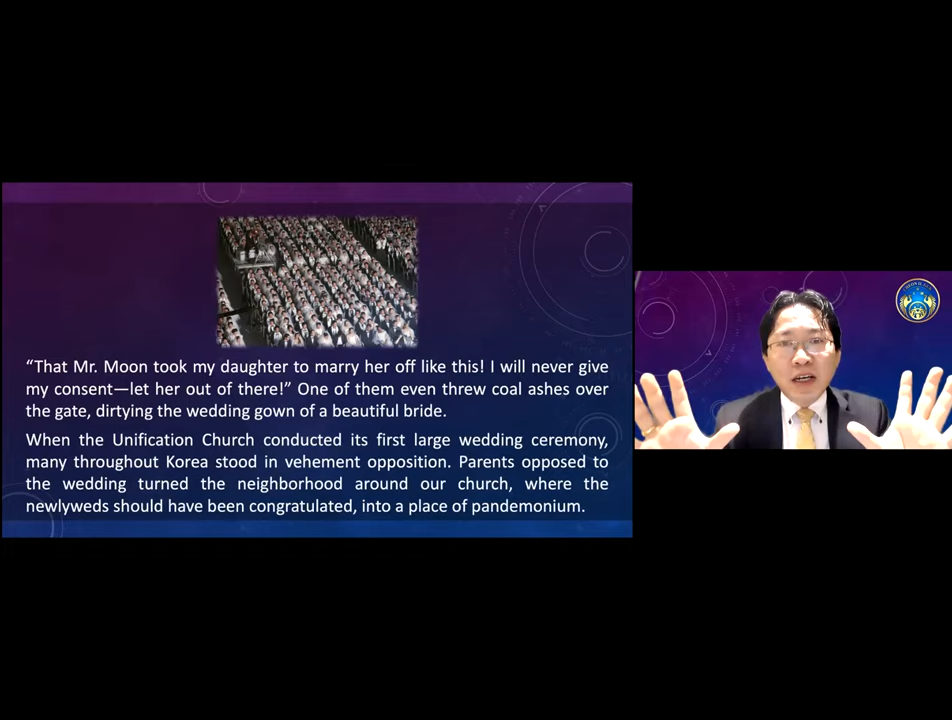 “That Mr. Moon took my daughter to marry her off like this! I will never give
my consent—let her out of there!” One of them even threw coal ashes over
the gate, dirtying the wedding gown of a beautiful bride.
When the Unification Church conducted its first large wedding ceremony,
many throughout Korea stood in vehement opposition. Parents opposed to
the wedding turned the neighborhood around our church, where the
newlyweds should have been congratulated, into a place of pandemonium.